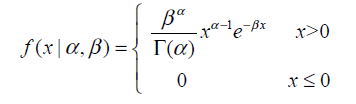 f(x|α,β) = { β^α / Γ(α) x^(α−1) e^(−βx)  x>0
0  x ≤ 0